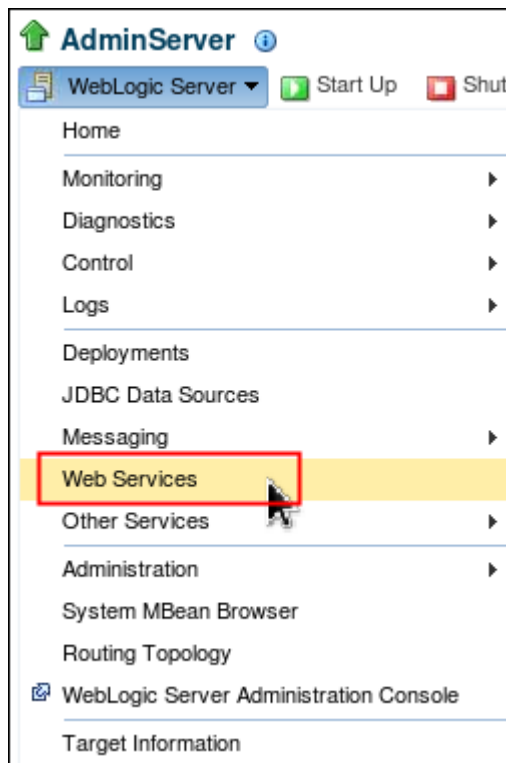 AdminServer
WebLogic Server Start Up Shut
Home
Monitoring
Diagnostics
Control
Logs
Deployments
JDBC Data Sources
Messaging
Web Services
Other Services
Administration
System MBean Browser
Routing Topology
WebLogic Server Administration Console
Target Information